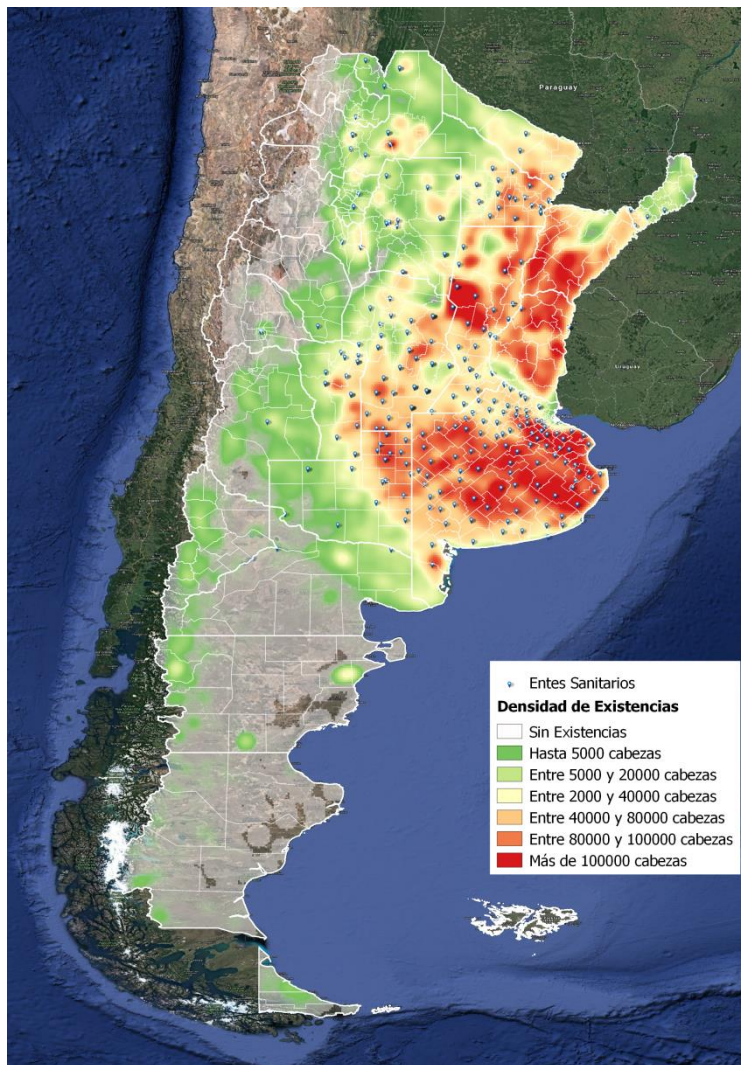 Paraguay
Uruguay
Entes Sanitarios
Densidad de Existencias
Sin Existencias
Hasta 5000 cabezas
Entre 5000 y 20000 cabezas
Entre 2000 y 40000 cabezas
Entre 40000 y 80000 cabezas
Entre 80000 y 100000 cabezas
Más de 100000 cabezas